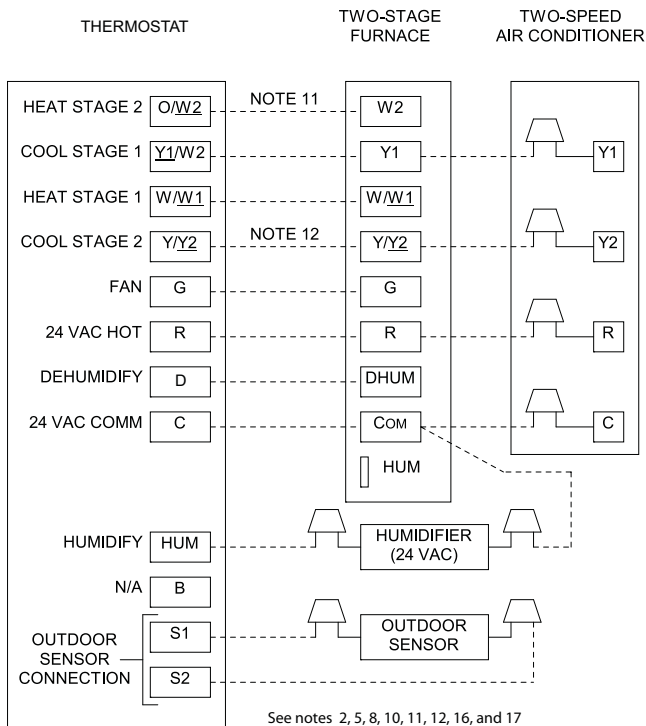 THERMOSTAT
TWO-STAGE
FURNACE
TWO-SPEED
AIR CONDITIONER
HEAT STAGE 2 O/W2 NOTE 11 W2
COOL STAGE 1 Y1/W2 Y1 Y1
HEAT STAGE 1 W/W1 W/W1
COOL STAGE 2 Y/Y2 NOTE 12 Y/Y2 Y2
FAN G G
24 VAC HOT R R R
DEHUMIDIFY D DHUM
24 VAC COMM C COM C
HUM
HUMIDIFY HUM HUMIDIFIER
(24 VAC)
N/A B
OUTDOOR
SENSOR
CONNECTION
S1
S2
OUTDOOR
SENSOR
See notes 2, 5, 8, 10, 11, 12, 16, and 17